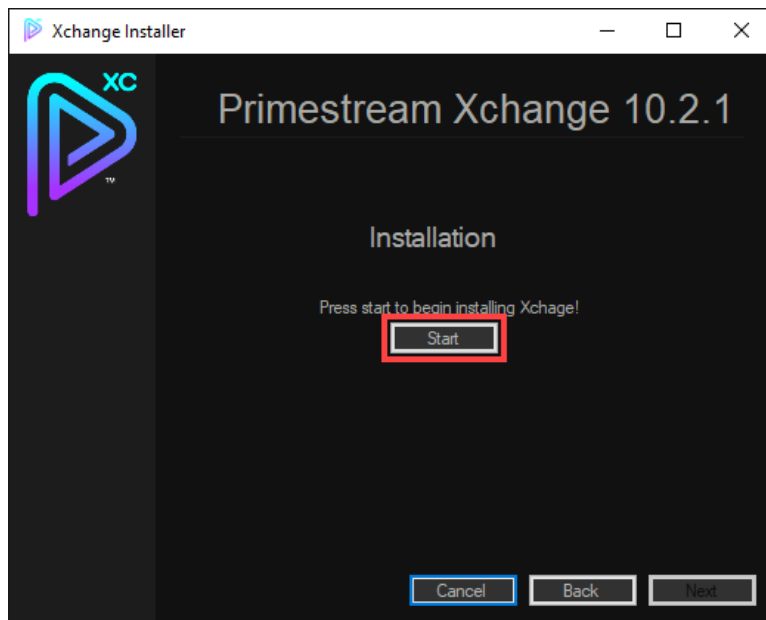 Xchange Installer
XC
Primestream Xchange 10.2.1
TM
Installation
Press start to begin installing Xchage!
Start
Cancel Back Next